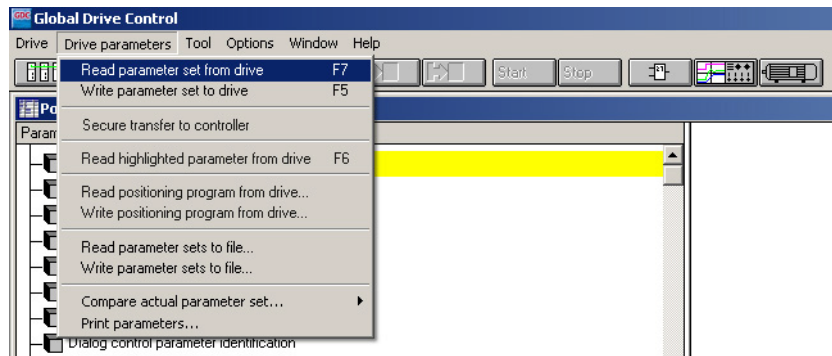 GDC Global Drive Control
Drive Drive parameters Tool Options Window Help
Start Stop
Read parameter set from drive F7
Write parameter set to drive F5
Po
Secure transfer to controller
Param
Read highlighted parameter from drive F6
Read positioning program from drive...
Write positioning program from drive...
Read parameter sets to file...
Write parameter sets to file...
Compare actual parameter set...
Print parameters...
Dialog control parameter identification